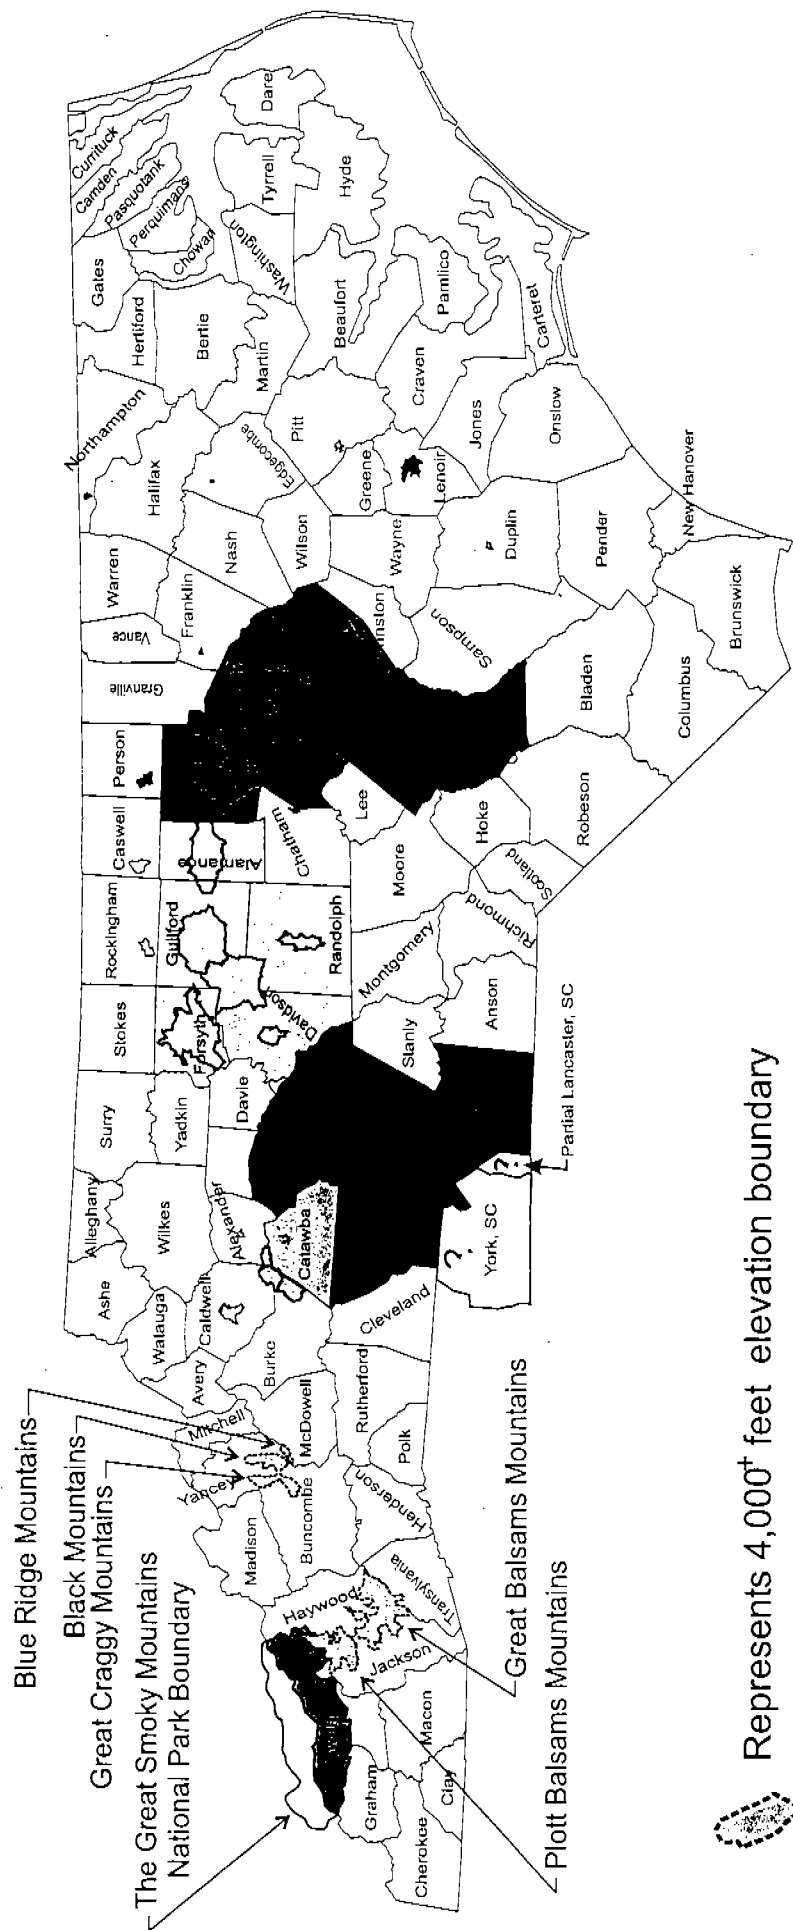 Blue Ridge Mountains
Black Mountains
Great Craggy Mountains
The Great Smoky Mountains
National Park Boundary
Cherokee
Graham
Clay
Macon
Jackson
Haywood
Transylvania
Madison
Buncombe
Henderson
Yancey
Mitchell
McDowell
Polk
Rutherford
Avery
Burke
Cleveland
Watauga
Caldwell
Ashe
Alleghany
Wilkes
Alexander
Catawba
Surry
Yadkin
Davie
Stokes
Forsyth
Davidson
Rockingham
Guilford
Randolph
Caswell
Alamance
Chatham
Person
Lee
Moore
Montgomery
Stanly
Anson
Richmond
Scotland
Hoke
Robeson
Granville
Vance
Warren
Franklin
Nash
Wilson
Wayne
nnston
Sampson
Bladen
Columbus
Brunswick
New Hanover
Pender
Duplin
Northampton
Halifax
Edgecombe
Pitt
Greene
Lenoir
Jones
Onslow
Craven
Carteret
Pamlico
Beaufort
Martin
Bertie
Hertford
Gates
Chowan
Perquimans
Pasquotank
Camden
Currituck
Washington
Tyrrell
Dare
Hyde
York, SC
?
?
Partial Lancaster, SC
Great Balsams Mountains
Plott Balsams Mountains
Represents 4,000+ feet elevation boundary